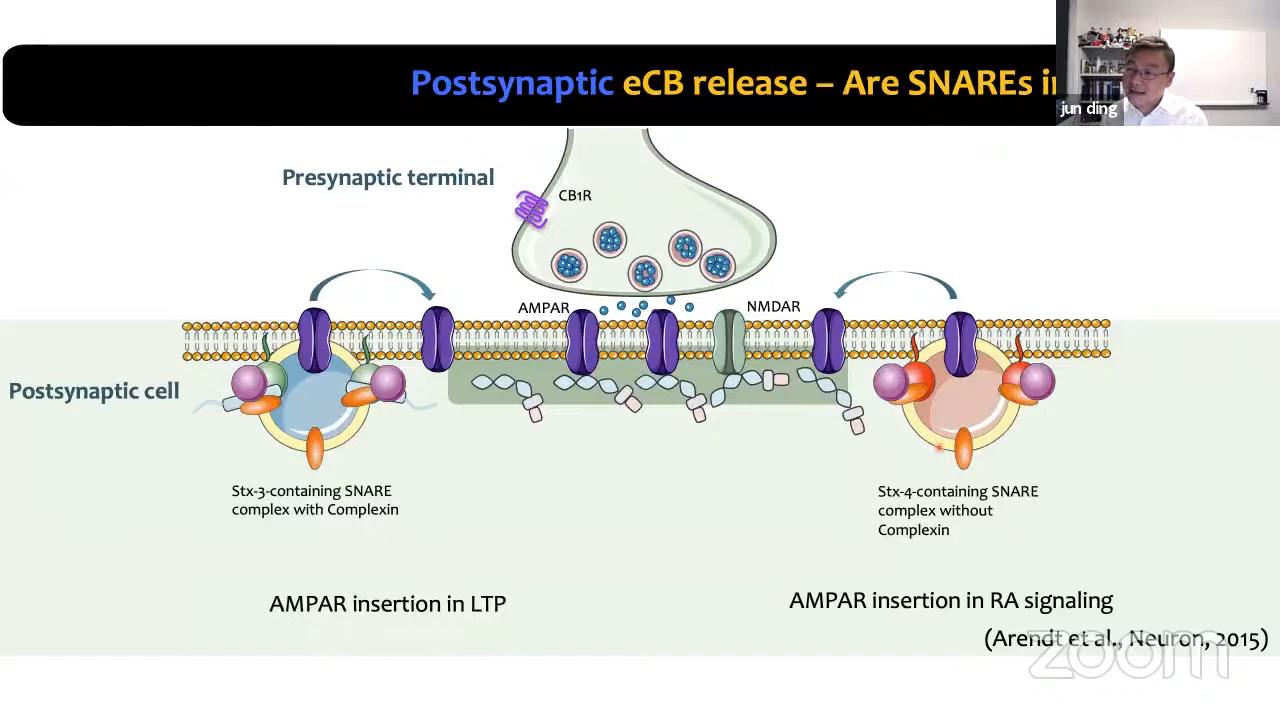 Postsynaptic eCB release – Are SNAREs
jun ding
Presynaptic terminal
CB1R
AMPAR
NMDAR
Postsynaptic cell
Stx-3-containing SNARE
complex with Complexin
Stx-4-containing SNARE
complex without
Complexin
AMPAR insertion in LTP
AMPAR insertion in RA signaling
(Arendt et al., Neuron, 2015)
zoom